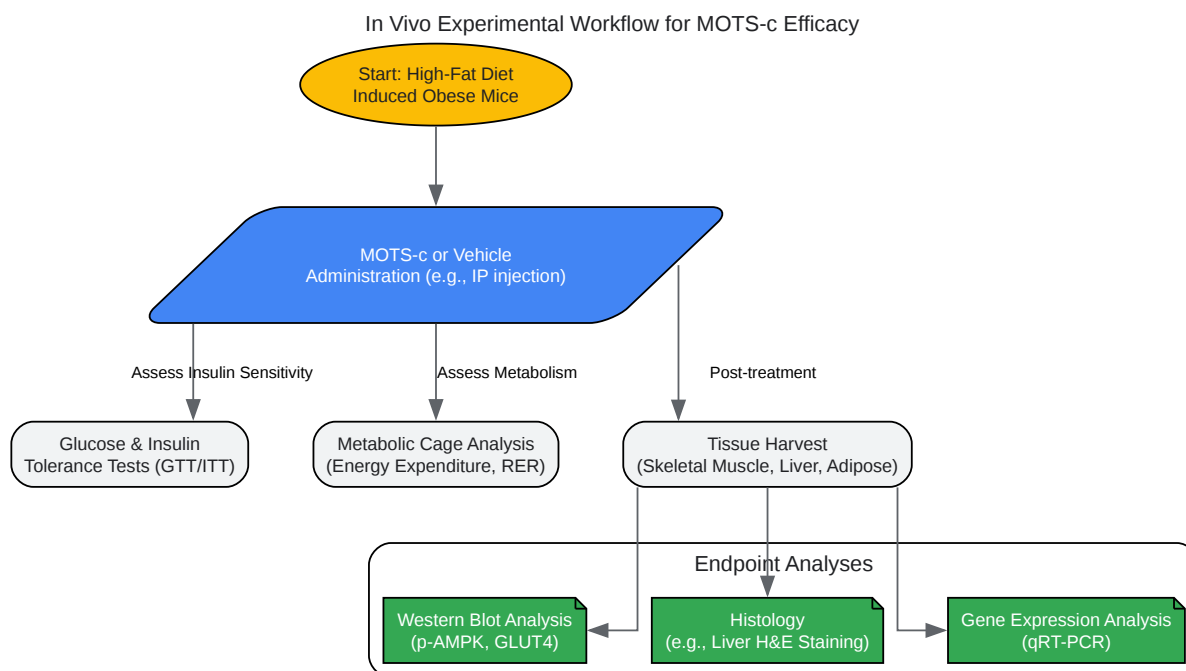 In Vivo Experimental Workflow for MOTS-c Efficacy
Start: High-Fat Diet
Induced Obese Mice
MOTS-c or Vehicle
Administration (e.g., IP injection)
Assess Insulin Sensitivity
Assess Metabolism
Post-treatment
Glucose & Insulin
Tolerance Tests (GTT/ITT)
Metabolic Cage Analysis
(Energy Expenditure, RER)
Tissue Harvest
(Skeletal Muscle, Liver, Adipose)
Endpoint Analyses
Western Blot Analysis
(p-AMPK, GLUT4)
Histology
(e.g., Liver H&E Staining)
Gene Expression Analysis
(qRT-PCR)